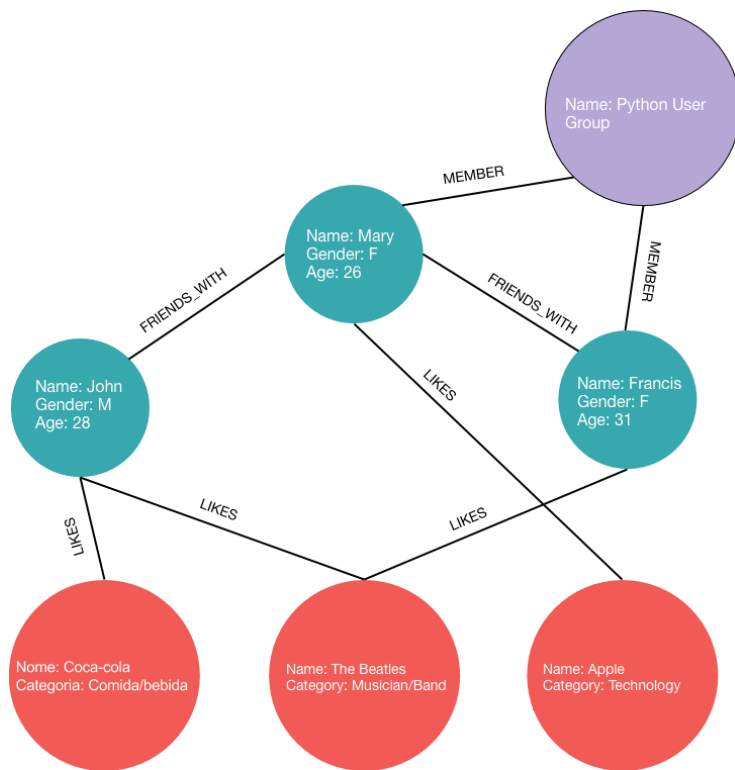 Name: Python User
Group
MEMBER
Name: Mary
Gender: F
Age: 26
MEMBER
FRIENDS_WITH
FRIENDS_WITH
Name: John
Gender: M
Age: 28
LIKES
Name: Francis
Gender: F
Age: 31
LIKES
LIKES
LIKES
Nome: Coca-cola
Categoria: Comida/bebida
Name: The Beatles
Category: Musician/Band
Name: Apple
Category: Technology